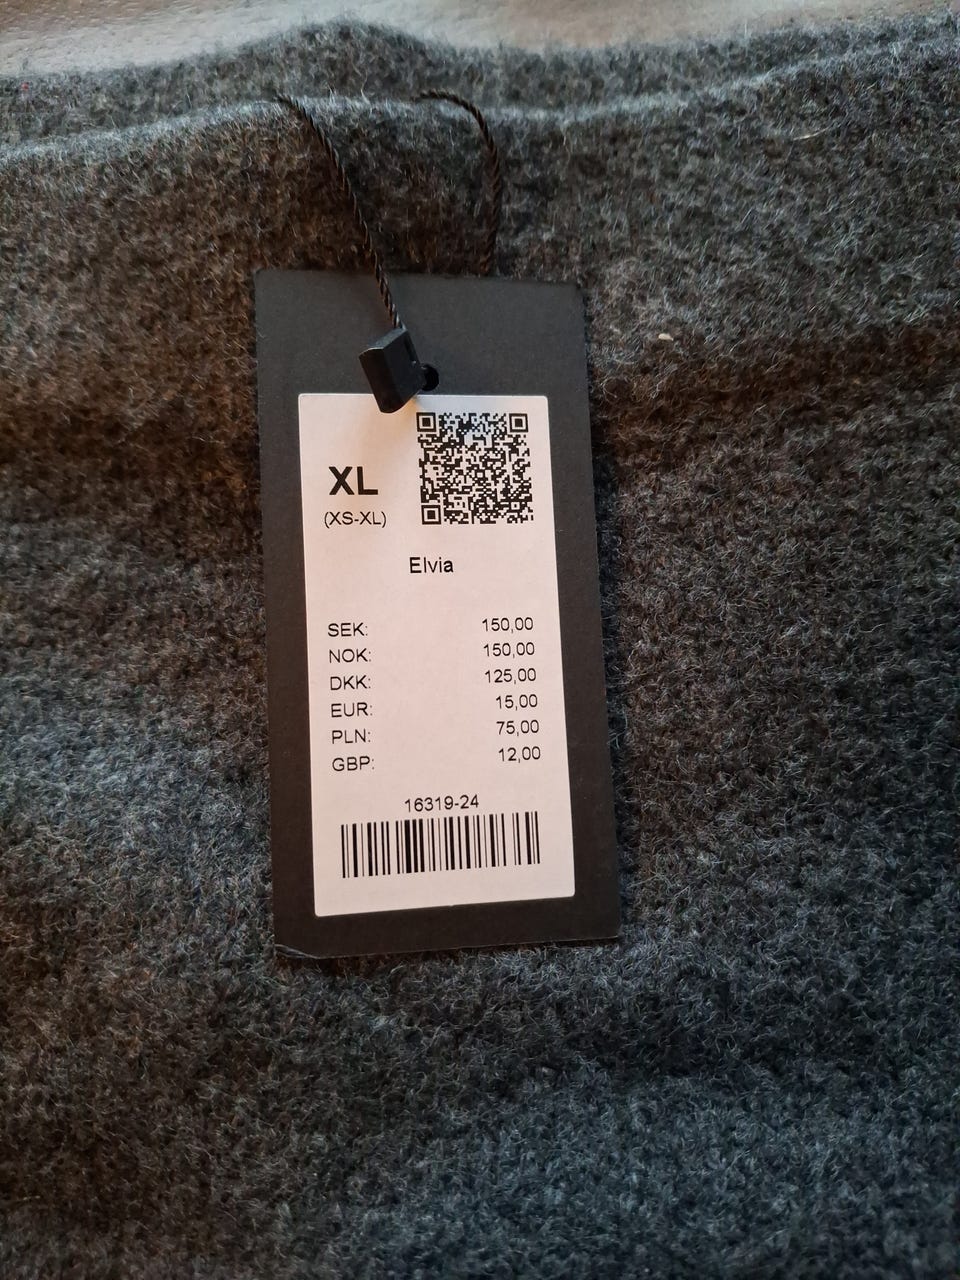 XL
(XS-XL)
Elvia
SEK: 150,00
NOK: 150,00
DKK: 125,00
EUR: 15,00
PLN: 75,00
GBP: 12,00
16319-24